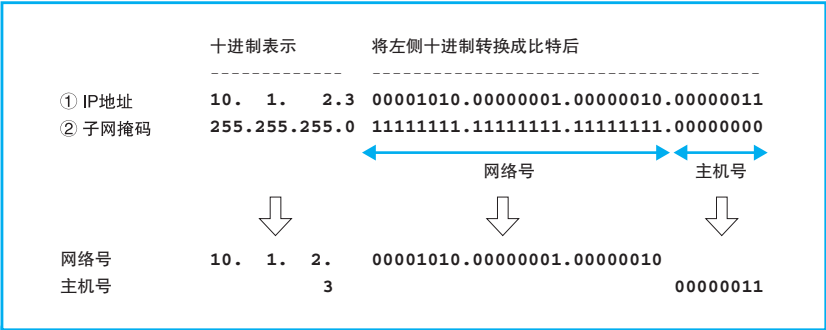 十进制表示 将左侧十进制转换成比特后
------------- --------------------------------------
① IP地址 10. 1. 2.3 00001010.00000001.00000010.00000011
② 子网掩码 255.255.255.0 11111111.11111111.11111111.00000000
网络号 主机号
网络号 10. 1. 2. 00001010.00000001.00000010
主机号 3 00000011